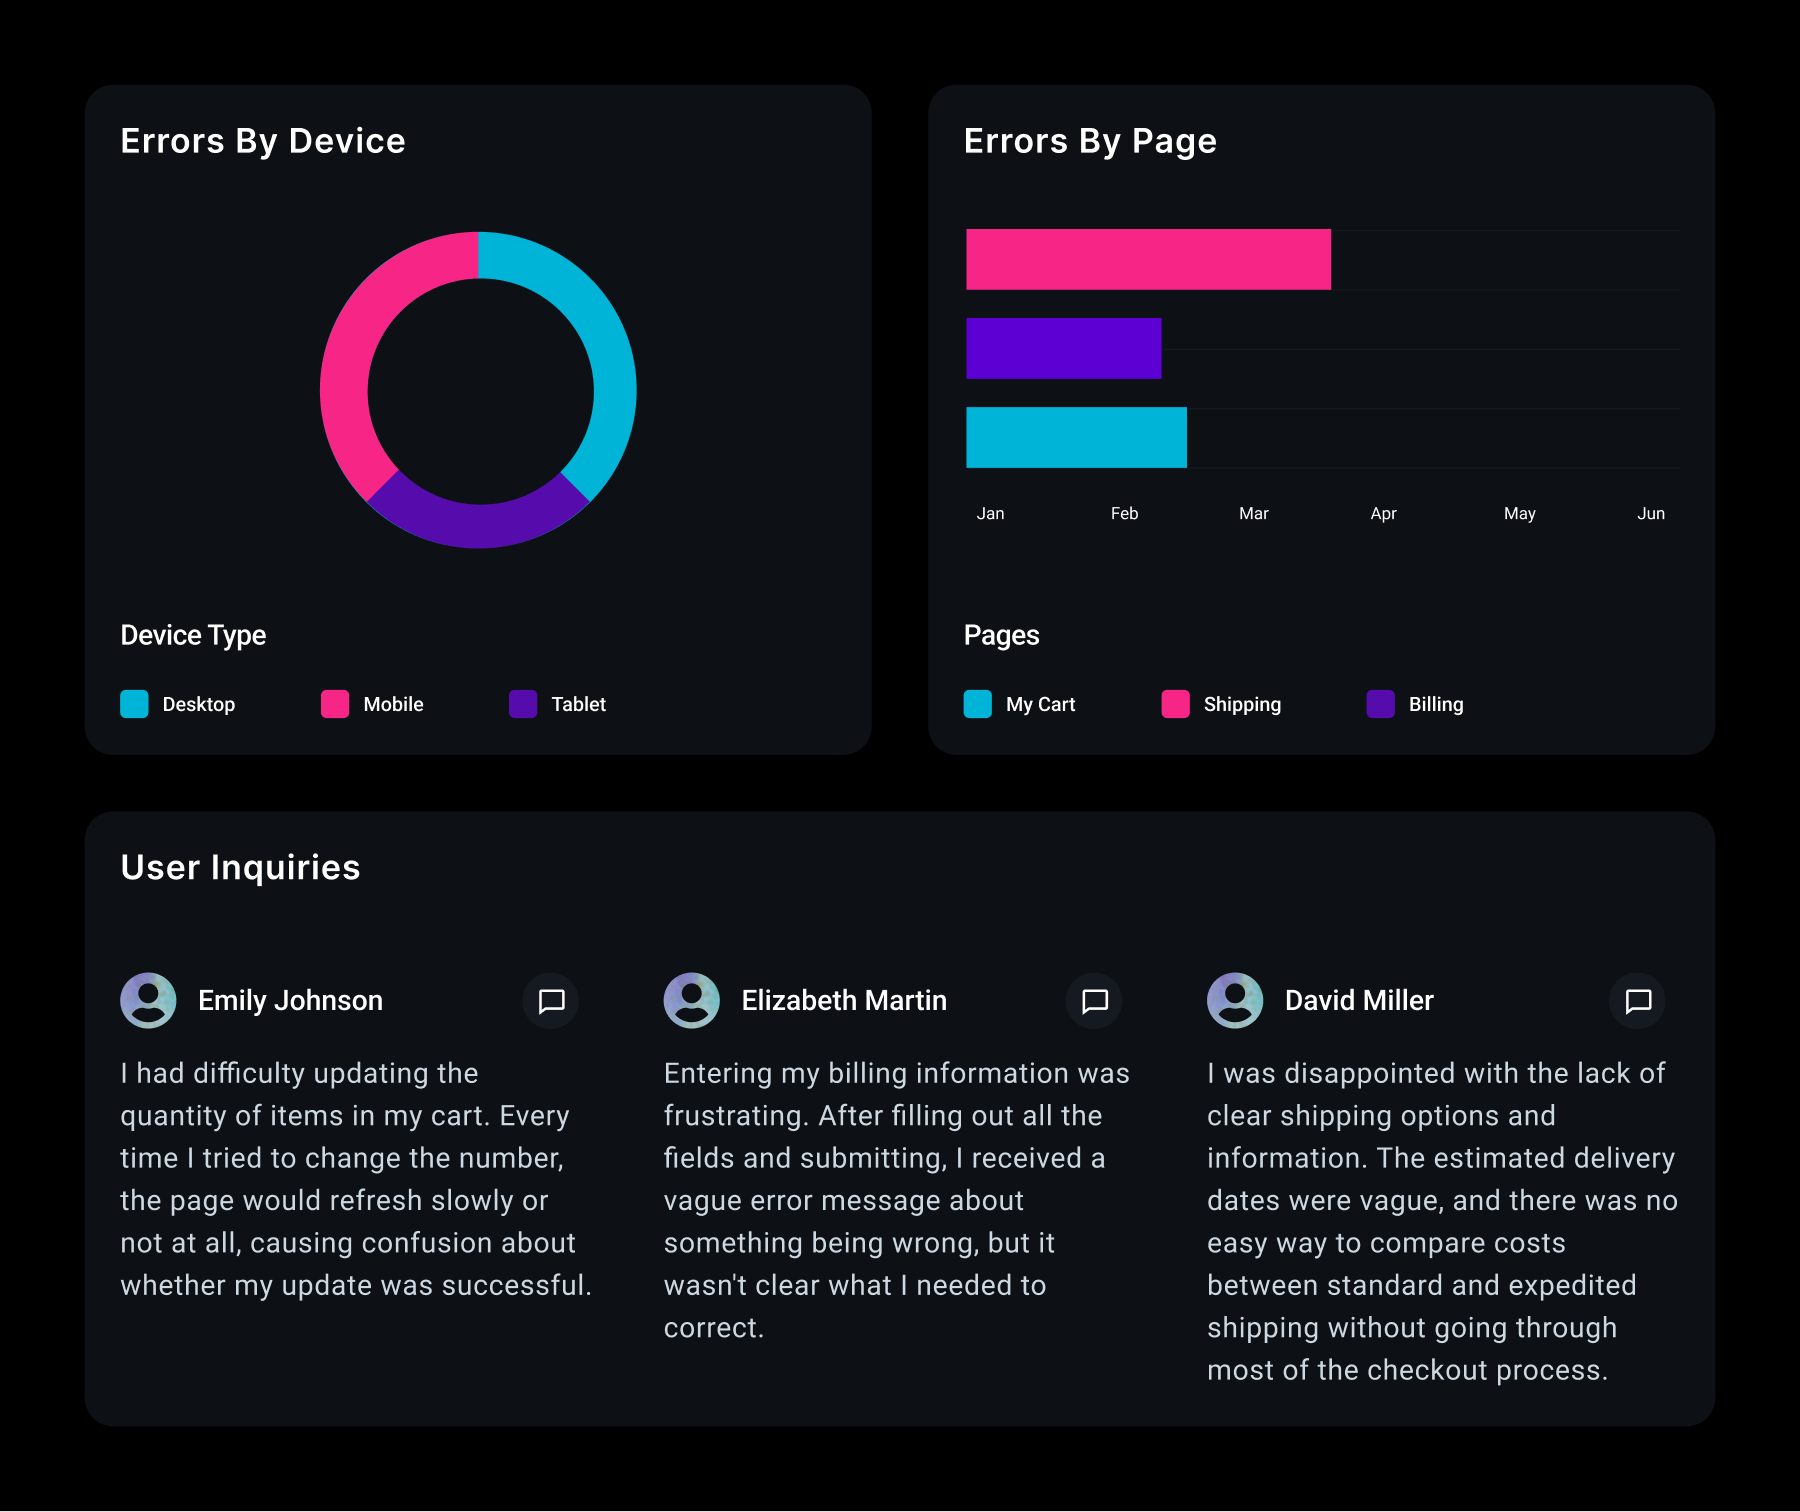 Errors By Device
Device Type
Desktop
Mobile
Tablet
Errors By Page
Jan
Feb
Mar
Apr
May
Jun
Pages
My Cart
Shipping
Billing
User Inquiries
Emily Johnson
I had difficulty updating the
quantity of items in my cart. Every
time I tried to change the number,
the page would refresh slowly or
not at all, causing confusion about
whether my update was successful.
Elizabeth Martin
Entering my billing information was
frustrating. After filling out all the
fields and submitting, I received a
vague error message about
something being wrong, but it
wasn't clear what I needed to
correct.
David Miller
I was disappointed with the lack of
clear shipping options and
information. The estimated delivery
dates were vague, and there was no
easy way to compare costs
between standard and expedited
shipping without going through
most of the checkout process.